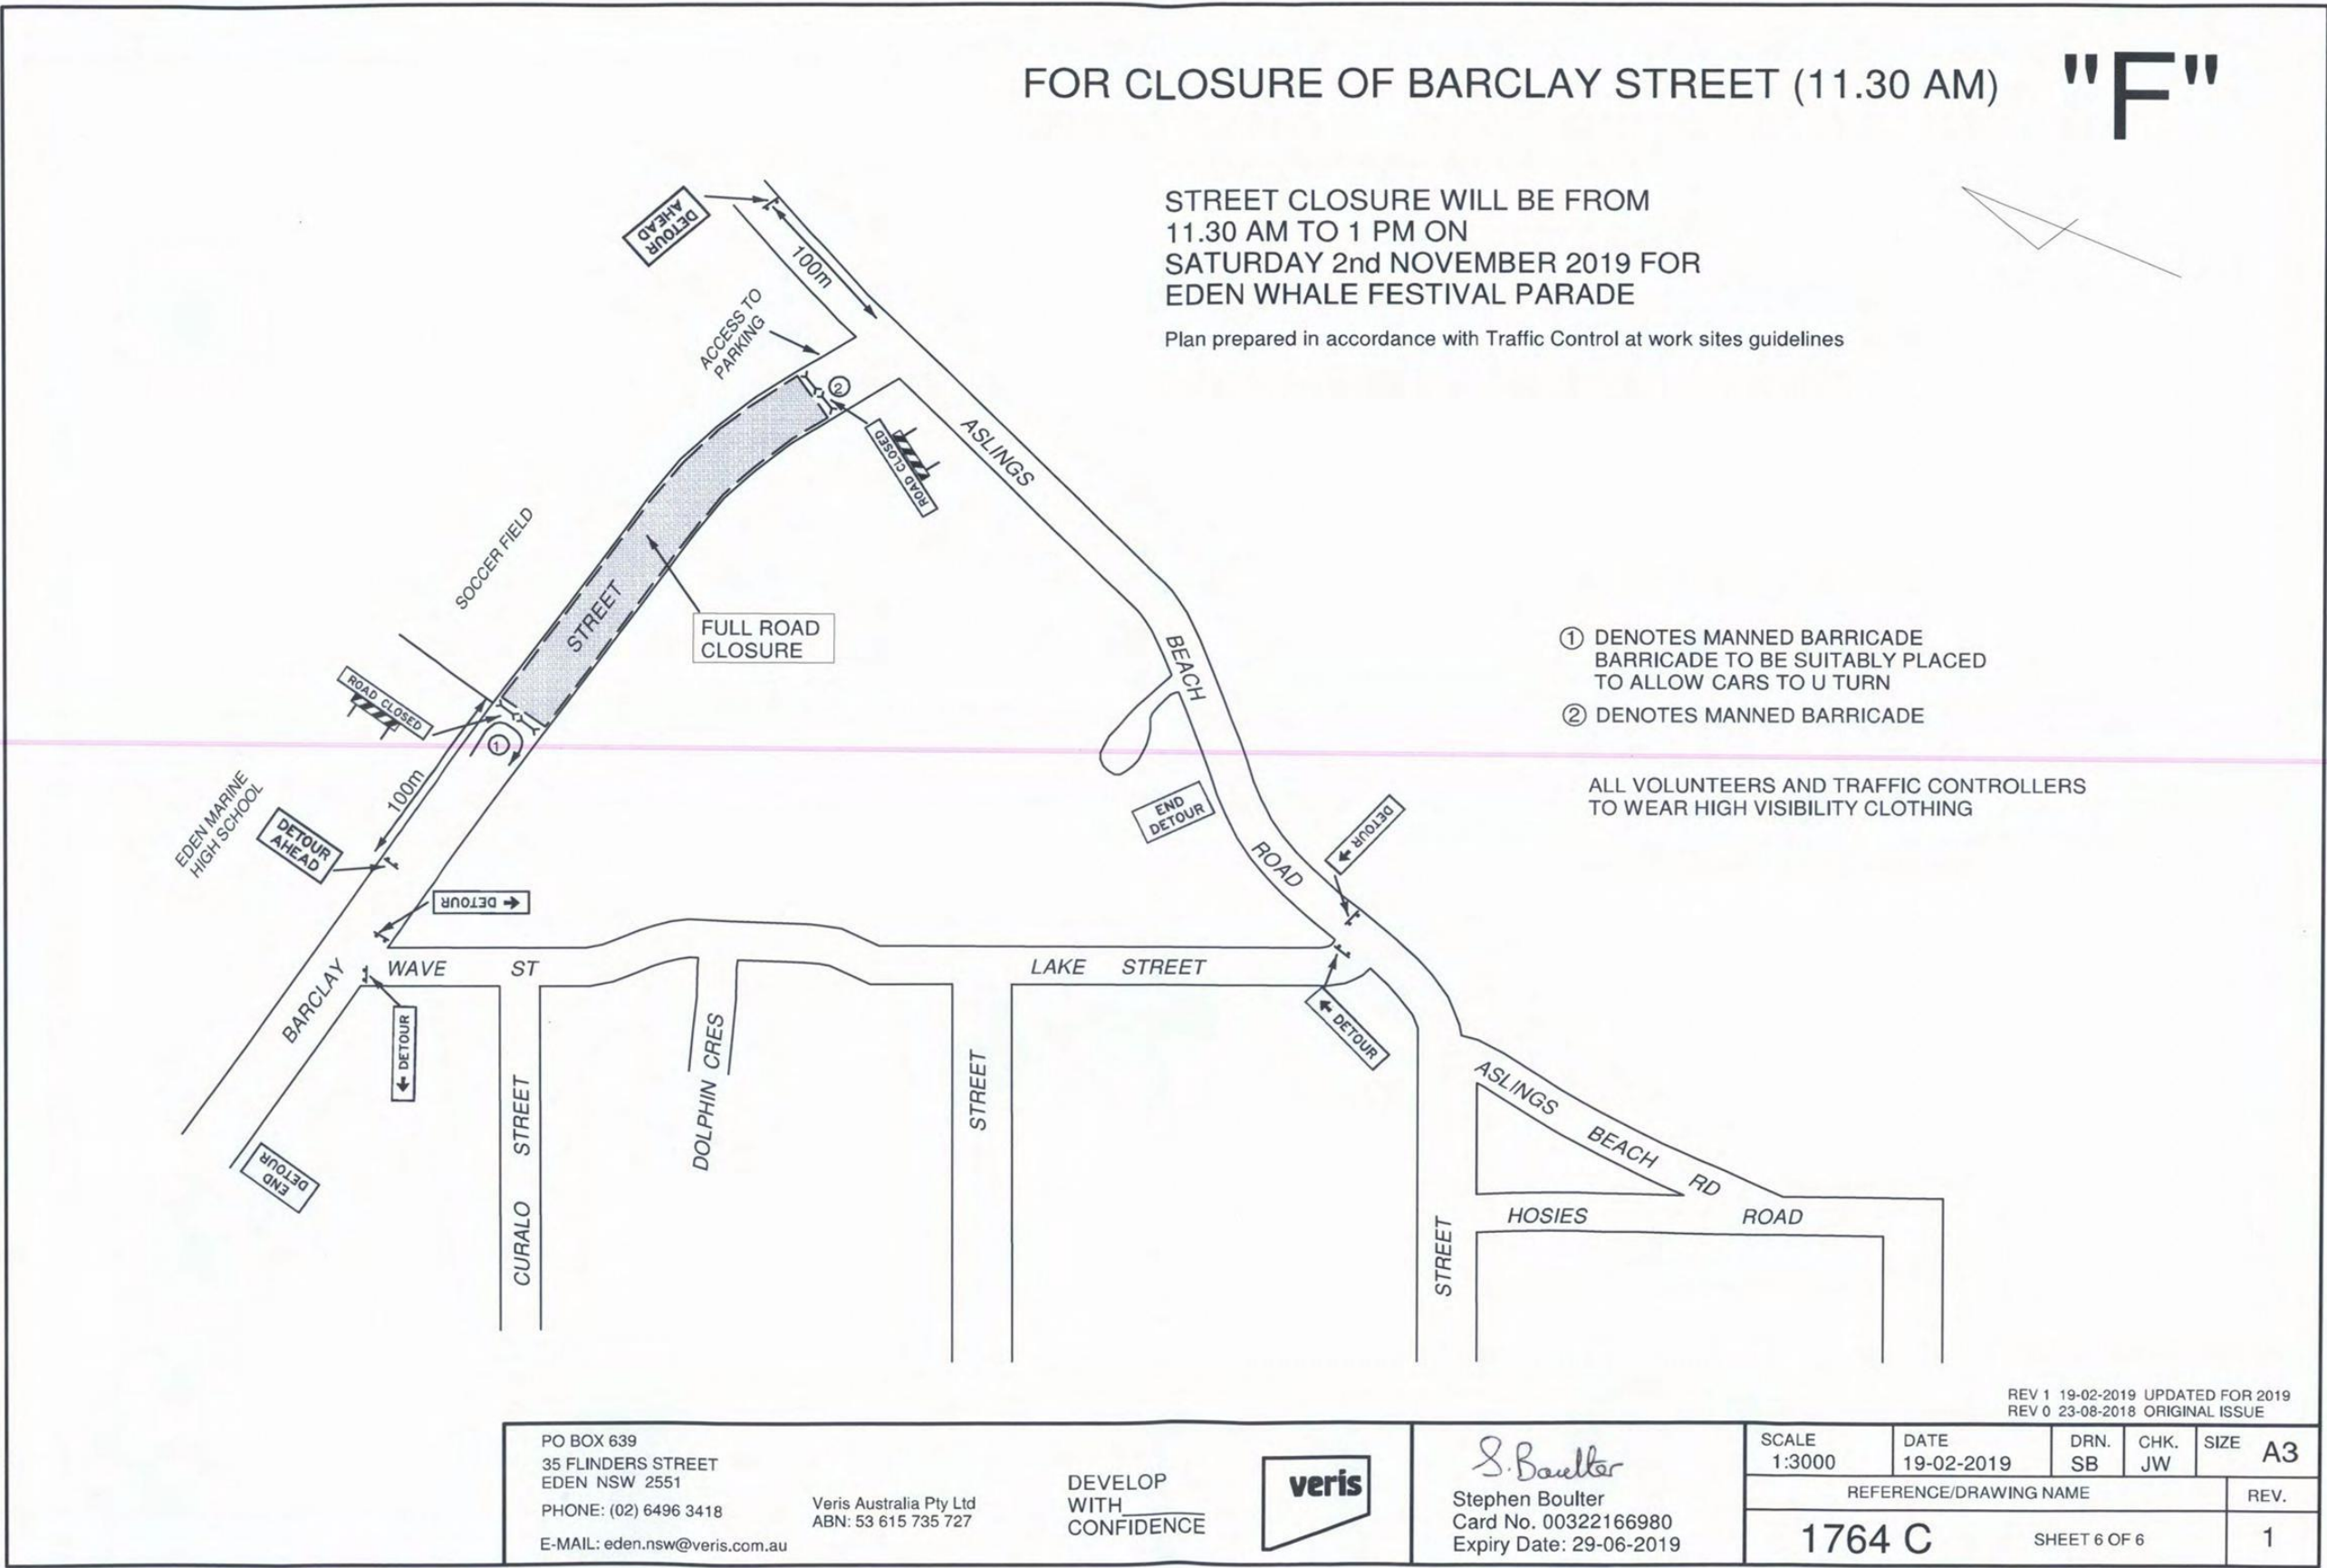 FOR CLOSURE OF BARCLAY STREET (11.30 AM)
"F"
STREET CLOSURE WILL BE FROM
11.30 AM TO 1 PM ON
SATURDAY 2nd NOVEMBER 2019 FOR
EDEN WHALE FESTIVAL PARADE
Plan prepared in accordance with Traffic Control at work sites guidelines
DETOUR
AHEAD
100m
ACCESS TO
PARKING
2
ROAD CLOSED
ASLINGS
SOCCER FIELD
STREET
FULL ROAD
CLOSURE
BEACH
① DENOTES MANNED BARRICADE
BARRICADE TO BE SUITABLY PLACED
TO ALLOW CARS TO U TURN
② DENOTES MANNED BARRICADE
ROAD CLOSED
1
100m
EDEN MARINE
HIGH SCHOOL
DETOUR
AHEAD
END
DETOUR
DETOUR
ALL VOLUNTEERS AND TRAFFIC CONTROLLERS
TO WEAR HIGH VISIBILITY CLOTHING
ROAD
DETOUR
BARCLAY
WAVE ST
LAKE STREET
DETOUR
DETOUR
CURALO STREET
DOLPHIN CRES
STREET
END
DETOUR
ASLINGS
BEACH
RD
HOSIES ROAD
STREET
REV 1 19-02-2019 UPDATED FOR 2019
REV 0 23-08-2018 ORIGINAL ISSUE
PO BOX 639
35 FLINDERS STREET
EDEN NSW 2551
PHONE: (02) 6496 3418
E-MAIL: eden.nsw@veris.com.au
Veris Australia Pty Ltd
ABN: 53 615 735 727
DEVELOP
WITH
CONFIDENCE
veris
S. Boulter
Stephen Boulter
Card No. 00322166980
Expiry Date: 29-06-2019
SCALE
1:3000
DATE
19-02-2019
DRN.
SB
CHK.
JW
SIZE A3
REFERENCE/DRAWING NAME
REV.
1764 C
SHEET 6 OF 6
1